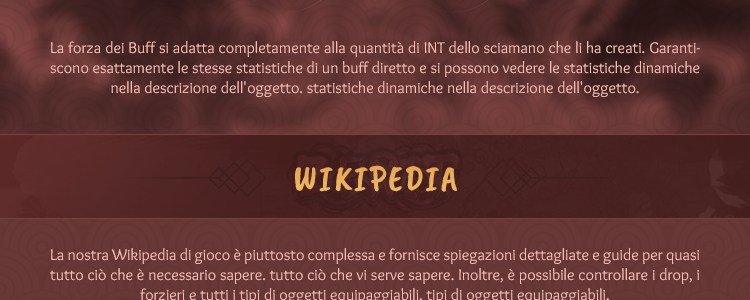 La forza dei Buff si adatta completamente alla quantità di INT dello sciamano che li ha creati. Garanti-
scono esattamente le stesse statistiche di un buff diretto e si possono vedere le statistiche dinamiche
nella descrizione dell'oggetto. statistiche dinamiche nella descrizione dell'oggetto.
WIKIPEDIA
La nostra Wikipedia di gioco è piuttosto complessa e fornisce spiegazioni dettagliate e guide per quasi
tutto ciò che è necessario sapere. tutto ciò che vi serve sapere. Inoltre, è possibile controllare i drop, i
forzieri e tutti i tipi di oggetti equipaggiabili. tipi di oggetti equipaggiabili.